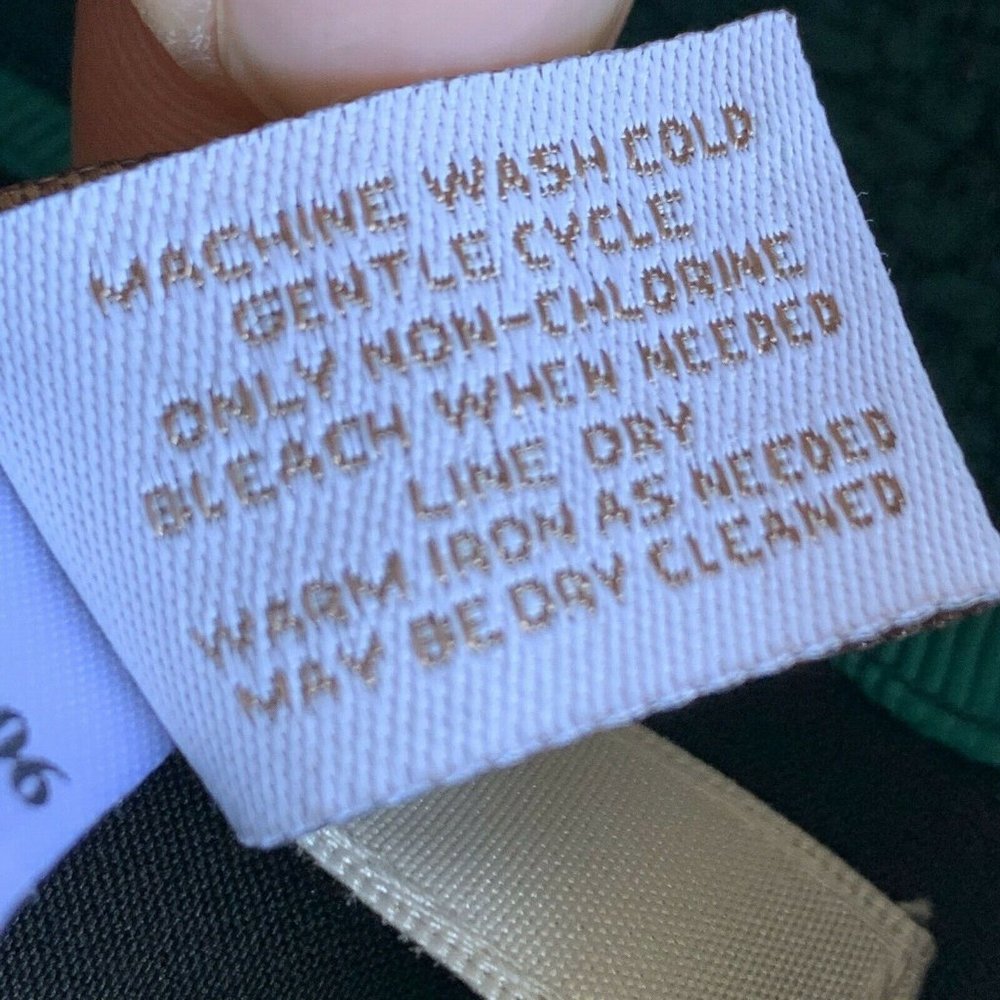 MACHINE WASH COLD
GENTLE CYCLE
ONLY NON-CHLORINE
BLEACH WHEN NEEDED
LINE DRY
WARM IRON AS NEEDED
MAY BE DRY CLEANED